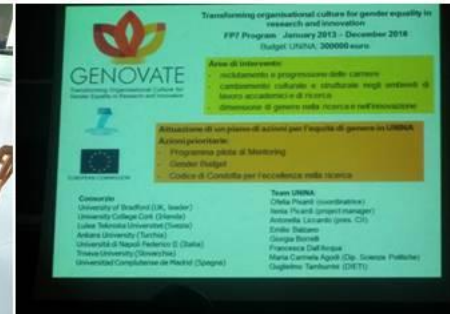 Transforming organisational culture for gender equality in
research and innovation
FP7 Program January 2013 – December 2016
Budget UNINA: 300000 euro
GENOVATE
Transforming Organisational Culture for
Gender Equality in Research and Innovation
Aree di intervento:
- reclutamento e progressione delle carriere
- cambiamento culturale e strutturale negli ambienti di
lavoro accademici e di ricerca
- dimensione di genere nella ricerca e nell'innovazione
7
EUROPEAN COMMISSION
Attuazione di un piano di azioni per l'equità di genere in UNINA
Azioni prioritarie:
- Programma pilota di Mentoring
- Gender Budget
- Codice di Condotta per l'eccellenza nella ricerca
Consorzio
University of Bradford (UK, leader)
University College Cork (Irlanda)
Lulea Tekniska Universitet (Svezia)
Ankara University (Turchia)
Università di Napoli Federico II (Italia)
Trnava University (Slovacchia)
Universidad Complutense de Madrid (Spagna)
Team UNINA:
Ofelia Pisanti (coordinatrice)
Ilenia Picardi (project manager)
Antonella Liccardo (pres. CP)
Emilio Balzano
Giorgia Borrelli
Francesca Dall'Acqua
Maria Carmela Agodi (Dip. Scienze Politiche)
Guglielmo Tamburrini (DIETI)